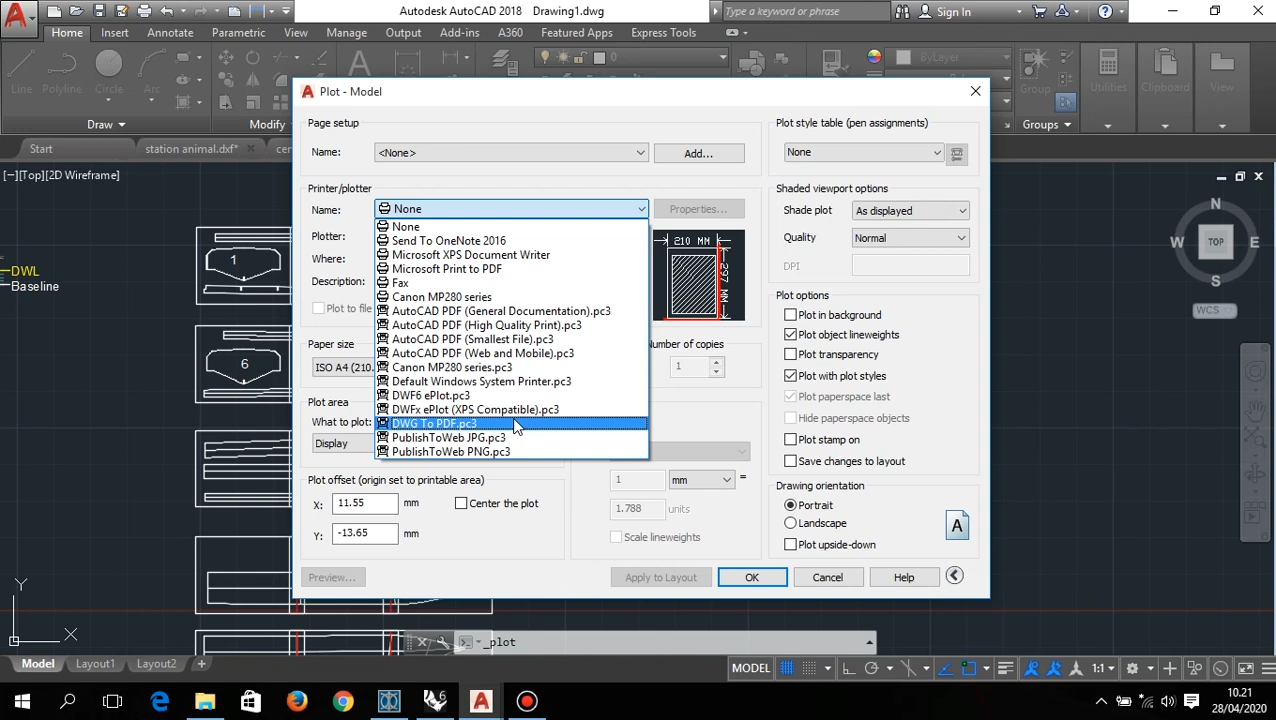 Autodesk AutoCAD 2018 Drawing1.dwg
Type a keyword or phrase
Sign In
Home Insert Annotate Parametric View Manage Output Add-ins A360 Featured Apps Express Tools
Line Polyline Circle Arc
0
ByLayer
Group
Utilities
Clipboard
View
Draw
Modify
Groups
Start
station animal.dxf*
[−][Top][2D Wireframe]
DWL
Baseline
1
6
Y
X
N
W
TOP
E
S
WCS
Plot - Model
Page setup
Name:
<None>
Add...
Printer/plotter
Name:
None
Properties...
Plotter:
Where:
Description:
Plot to file
None
Send To OneNote 2016
Microsoft XPS Document Writer
Microsoft Print to PDF
Fax
Canon MP280 series
AutoCAD PDF (General Documentation).pc3
AutoCAD PDF (High Quality Print).pc3
AutoCAD PDF (Smallest File).pc3
AutoCAD PDF (Web and Mobile).pc3
Canon MP280 series.pc3
Default Windows System Printer.pc3
DWF6 ePlot.pc3
DWFx ePlot (XPS Compatible).pc3
DWG To PDF.pc3
PublishToWeb JPG.pc3
PublishToWeb PNG.pc3
210 MM
297 MM
Paper size
ISO A4 (210.
Number of copies
1
Plot area
What to plot:
Display
Plot offset (origin set to printable area)
X:
11.55
mm
Center the plot
Y:
-13.65
mm
1
mm
=
1.788
units
Scale lineweights
Plot style table (pen assignments)
None
Shaded viewport options
Shade plot
As displayed
Quality
Normal
DPI
Plot options
Plot in background
Plot object lineweights
Plot transparency
Plot with plot styles
Plot paperspace last
Hide paperspace objects
Plot stamp on
Save changes to layout
Drawing orientation
Portrait
Landscape
Plot upside-down
A
Preview...
Apply to Layout
OK
Cancel
Help
_plot
Model Layout1 Layout2
MODEL
1:1
10.21
28/04/2020